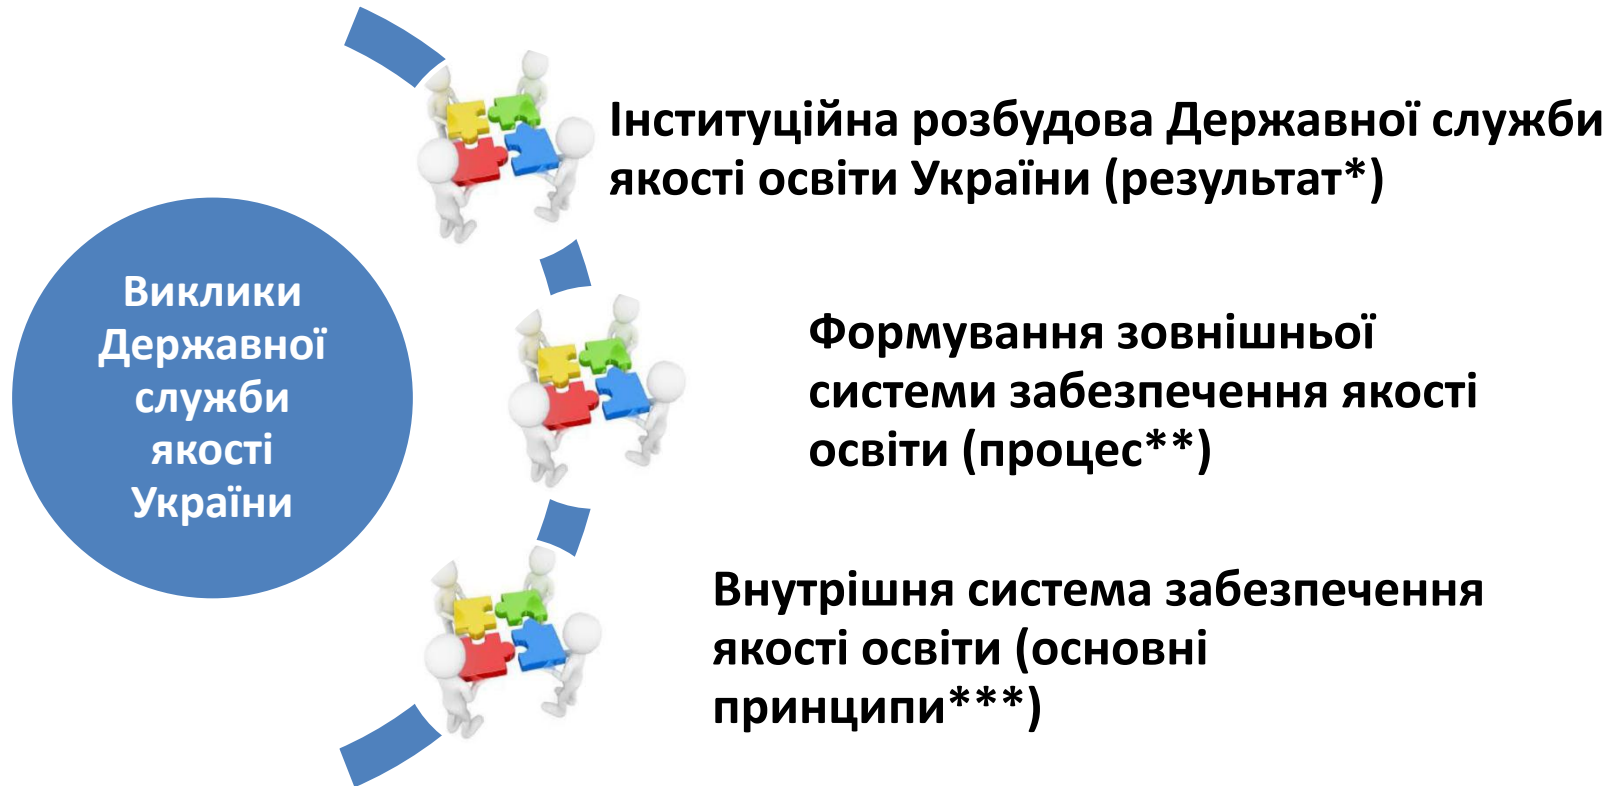 Виклики
Державної
служби
якості
України
Інституційна розбудова Державної служби
якості освіти України (результат*)
Формування зовнішньої
системи забезпечення якості
освіти (процес**)
Внутрішня система забезпечення
якості освіти (основні
принципи***)